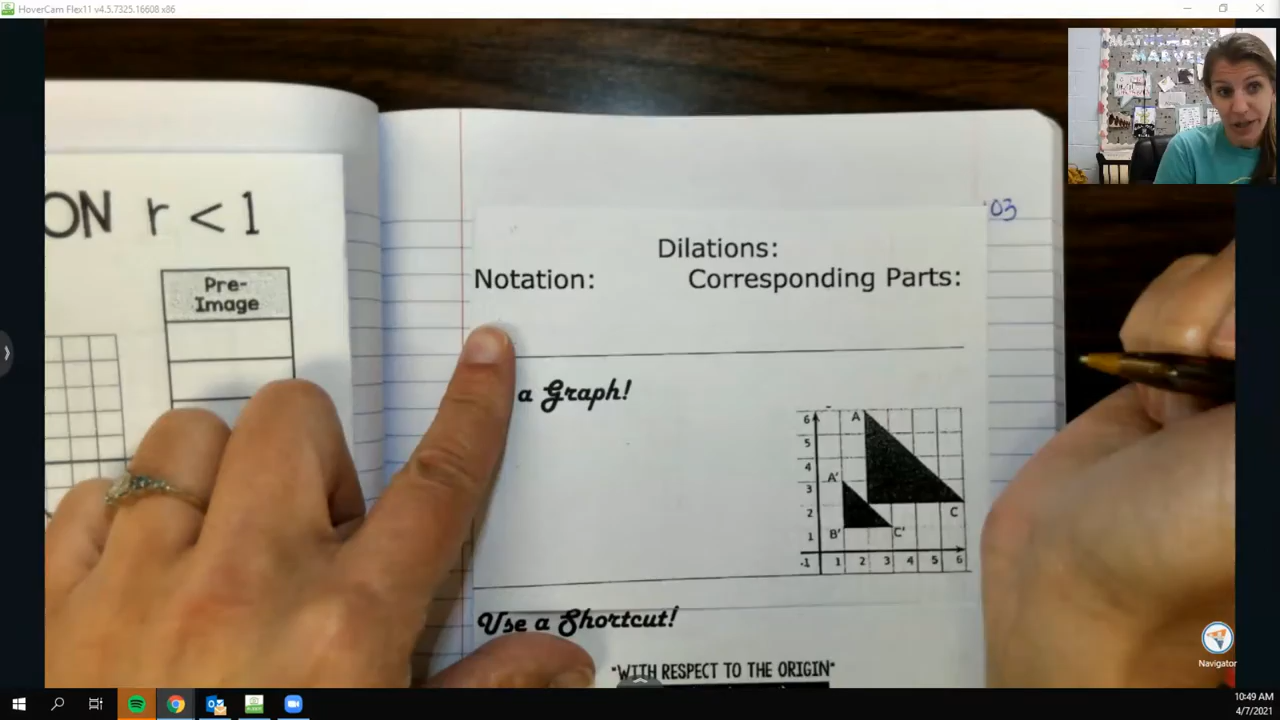 HoverCam Flex11 v4.5.7325.16608 x86
ON r < 1
Pre-
Image
'03
Dilations:
Notation:
Corresponding Parts:
a Graph!
6
5
4
3
2
1
-1
1
2
3
4
5
6
A
A'
B'
C'
C
Use a Shortcut!
"WITH RESPECT TO THE ORIGIN"
Navigator
10:49 AM
4/7/2021